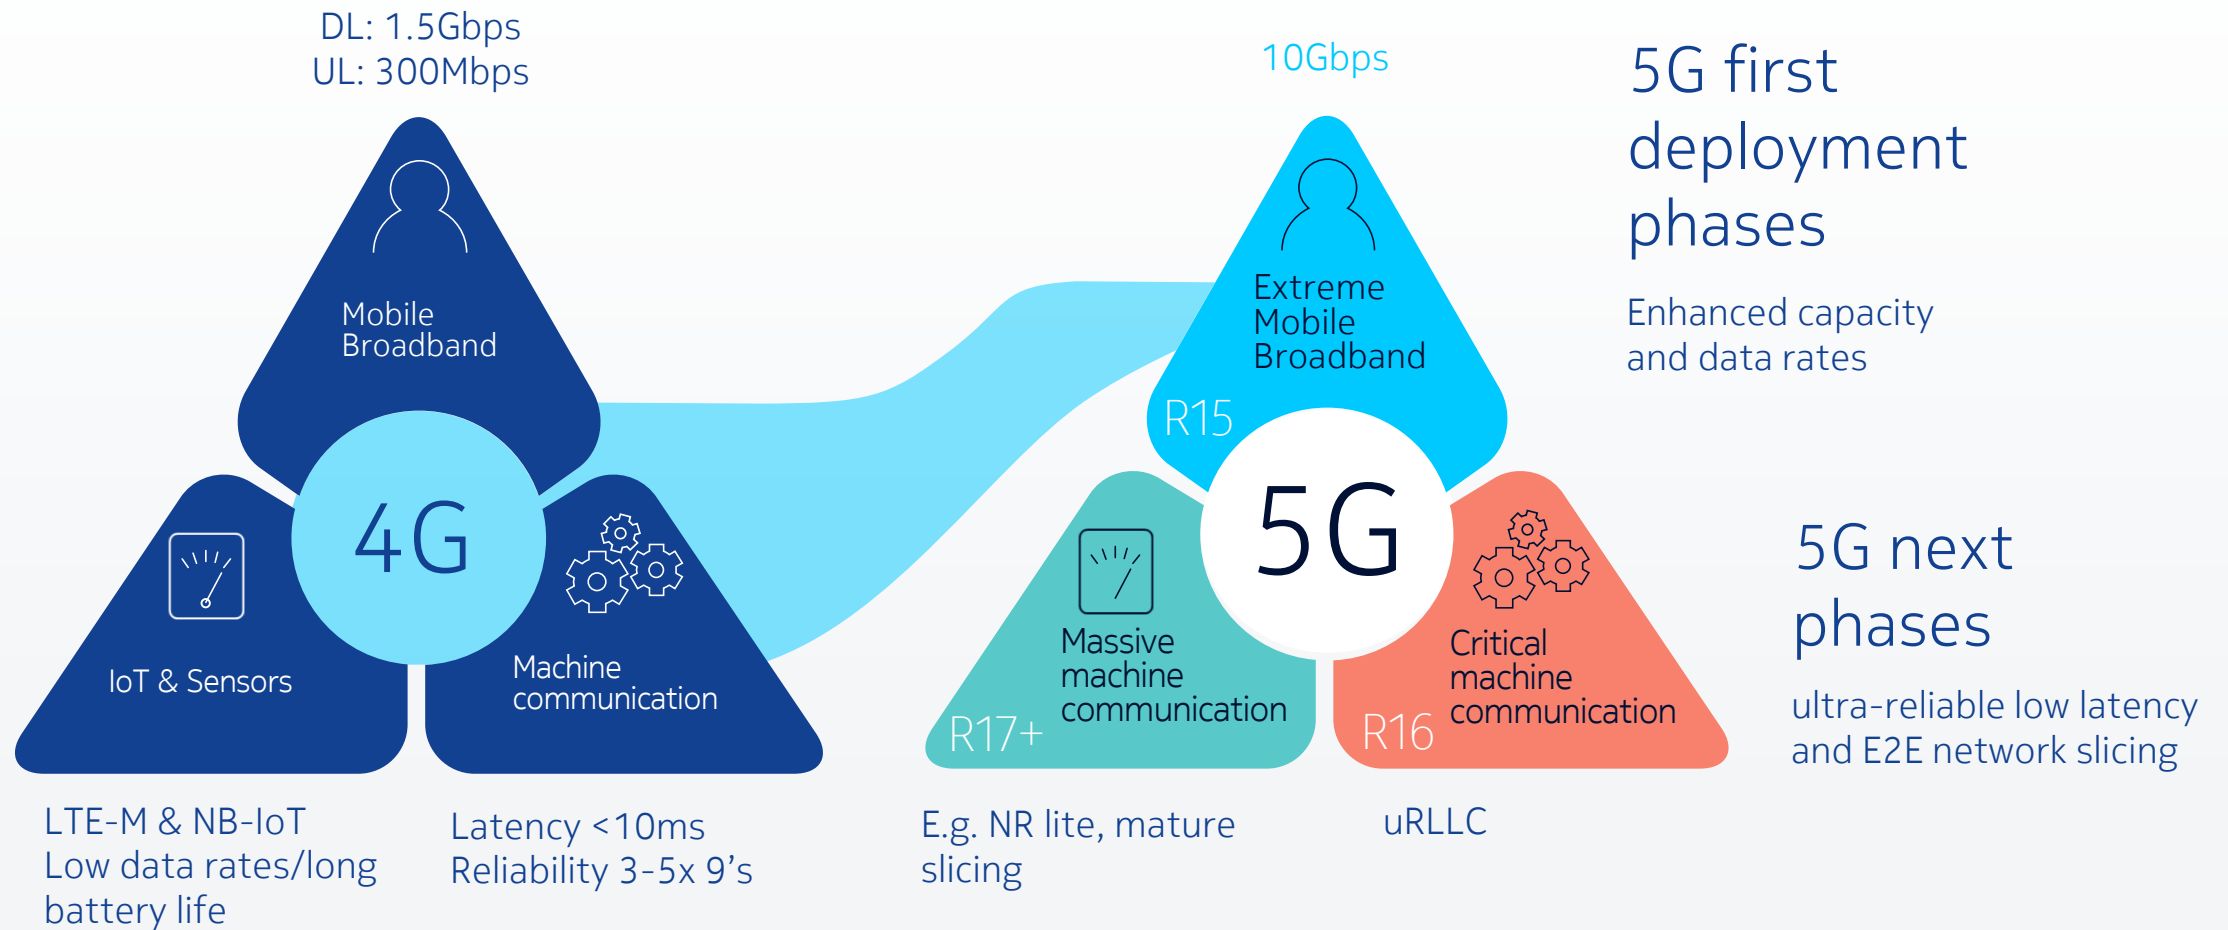 DL: 1.5Gbps
UL: 300Mbps
Mobile
Broadband
4G
IoT & Sensors
Machine
communication
LTE-M & NB-IoT
Low data rates/long
battery life
Latency <10ms
Reliability 3-5x 9’s
10Gbps
Extreme
Mobile
Broadband
R15
5G
Massive
machine
communication
R17+
Critical
machine
communication
R16
E.g. NR lite, mature
slicing
uRLLC
5G first
deployment
phases
Enhanced capacity
and data rates
5G next
phases
ultra-reliable low latency
and E2E network slicing